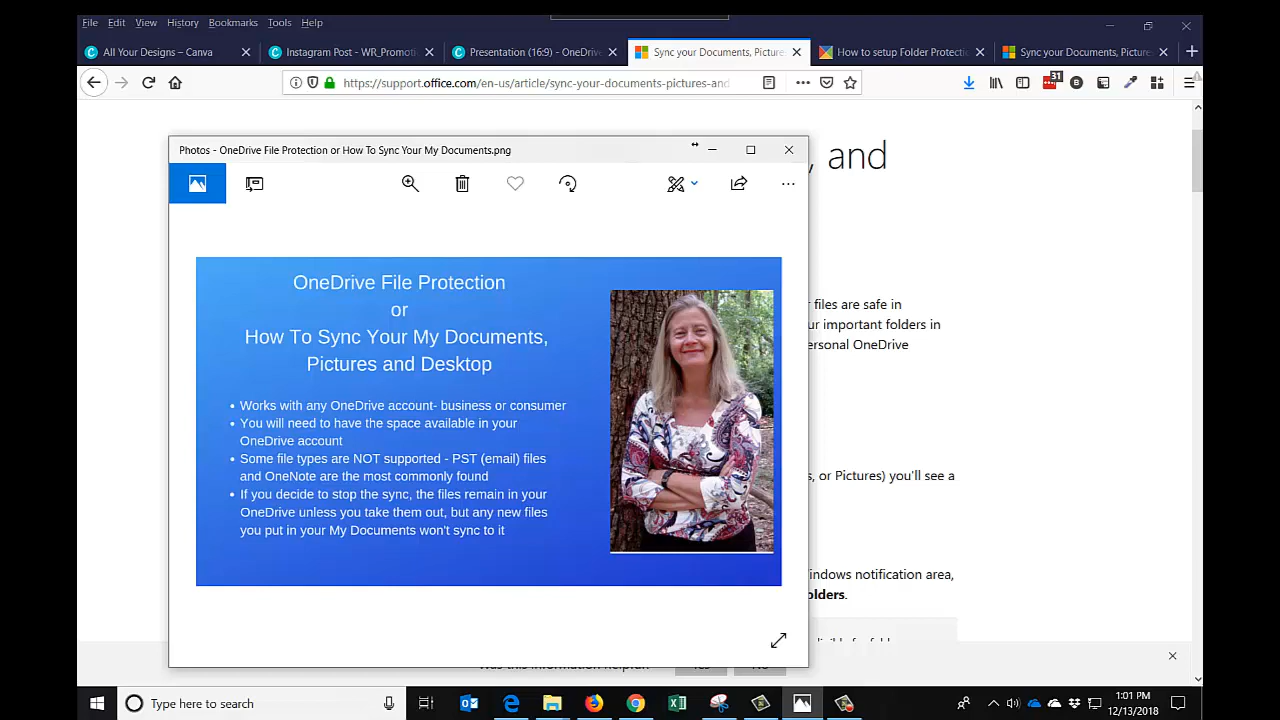 File Edit View History Bookmarks Tools Help
All Your Designs – Canva
Instagram Post - WR_Promoti
Presentation (16:9) - OneDrive
Sync your Documents, Pictures
How to setup Folder Protectic
Sync your Documents, Pictures
https://support.office.com/en-us/article/sync-your-documents-pictures-and
31
, and
Photos - OneDrive File Protection or How To Sync Your My Documents.png
OneDrive File Protection
or
How To Sync Your My Documents,
Pictures and Desktop
• Works with any OneDrive account- business or consumer
• You will need to have the space available in your
OneDrive account
• Some file types are NOT supported - PST (email) files
and OneNote are the most commonly found
• If you decide to stop the sync, the files remain in your
OneDrive unless you take them out, but any new files
you put in your My Documents won't sync to it
r files are safe in
ur important folders in
ersonal OneDrive
s, or Pictures) you'll see a
indows notification area,
olders.
Type here to search
1:01 PM
12/13/2018